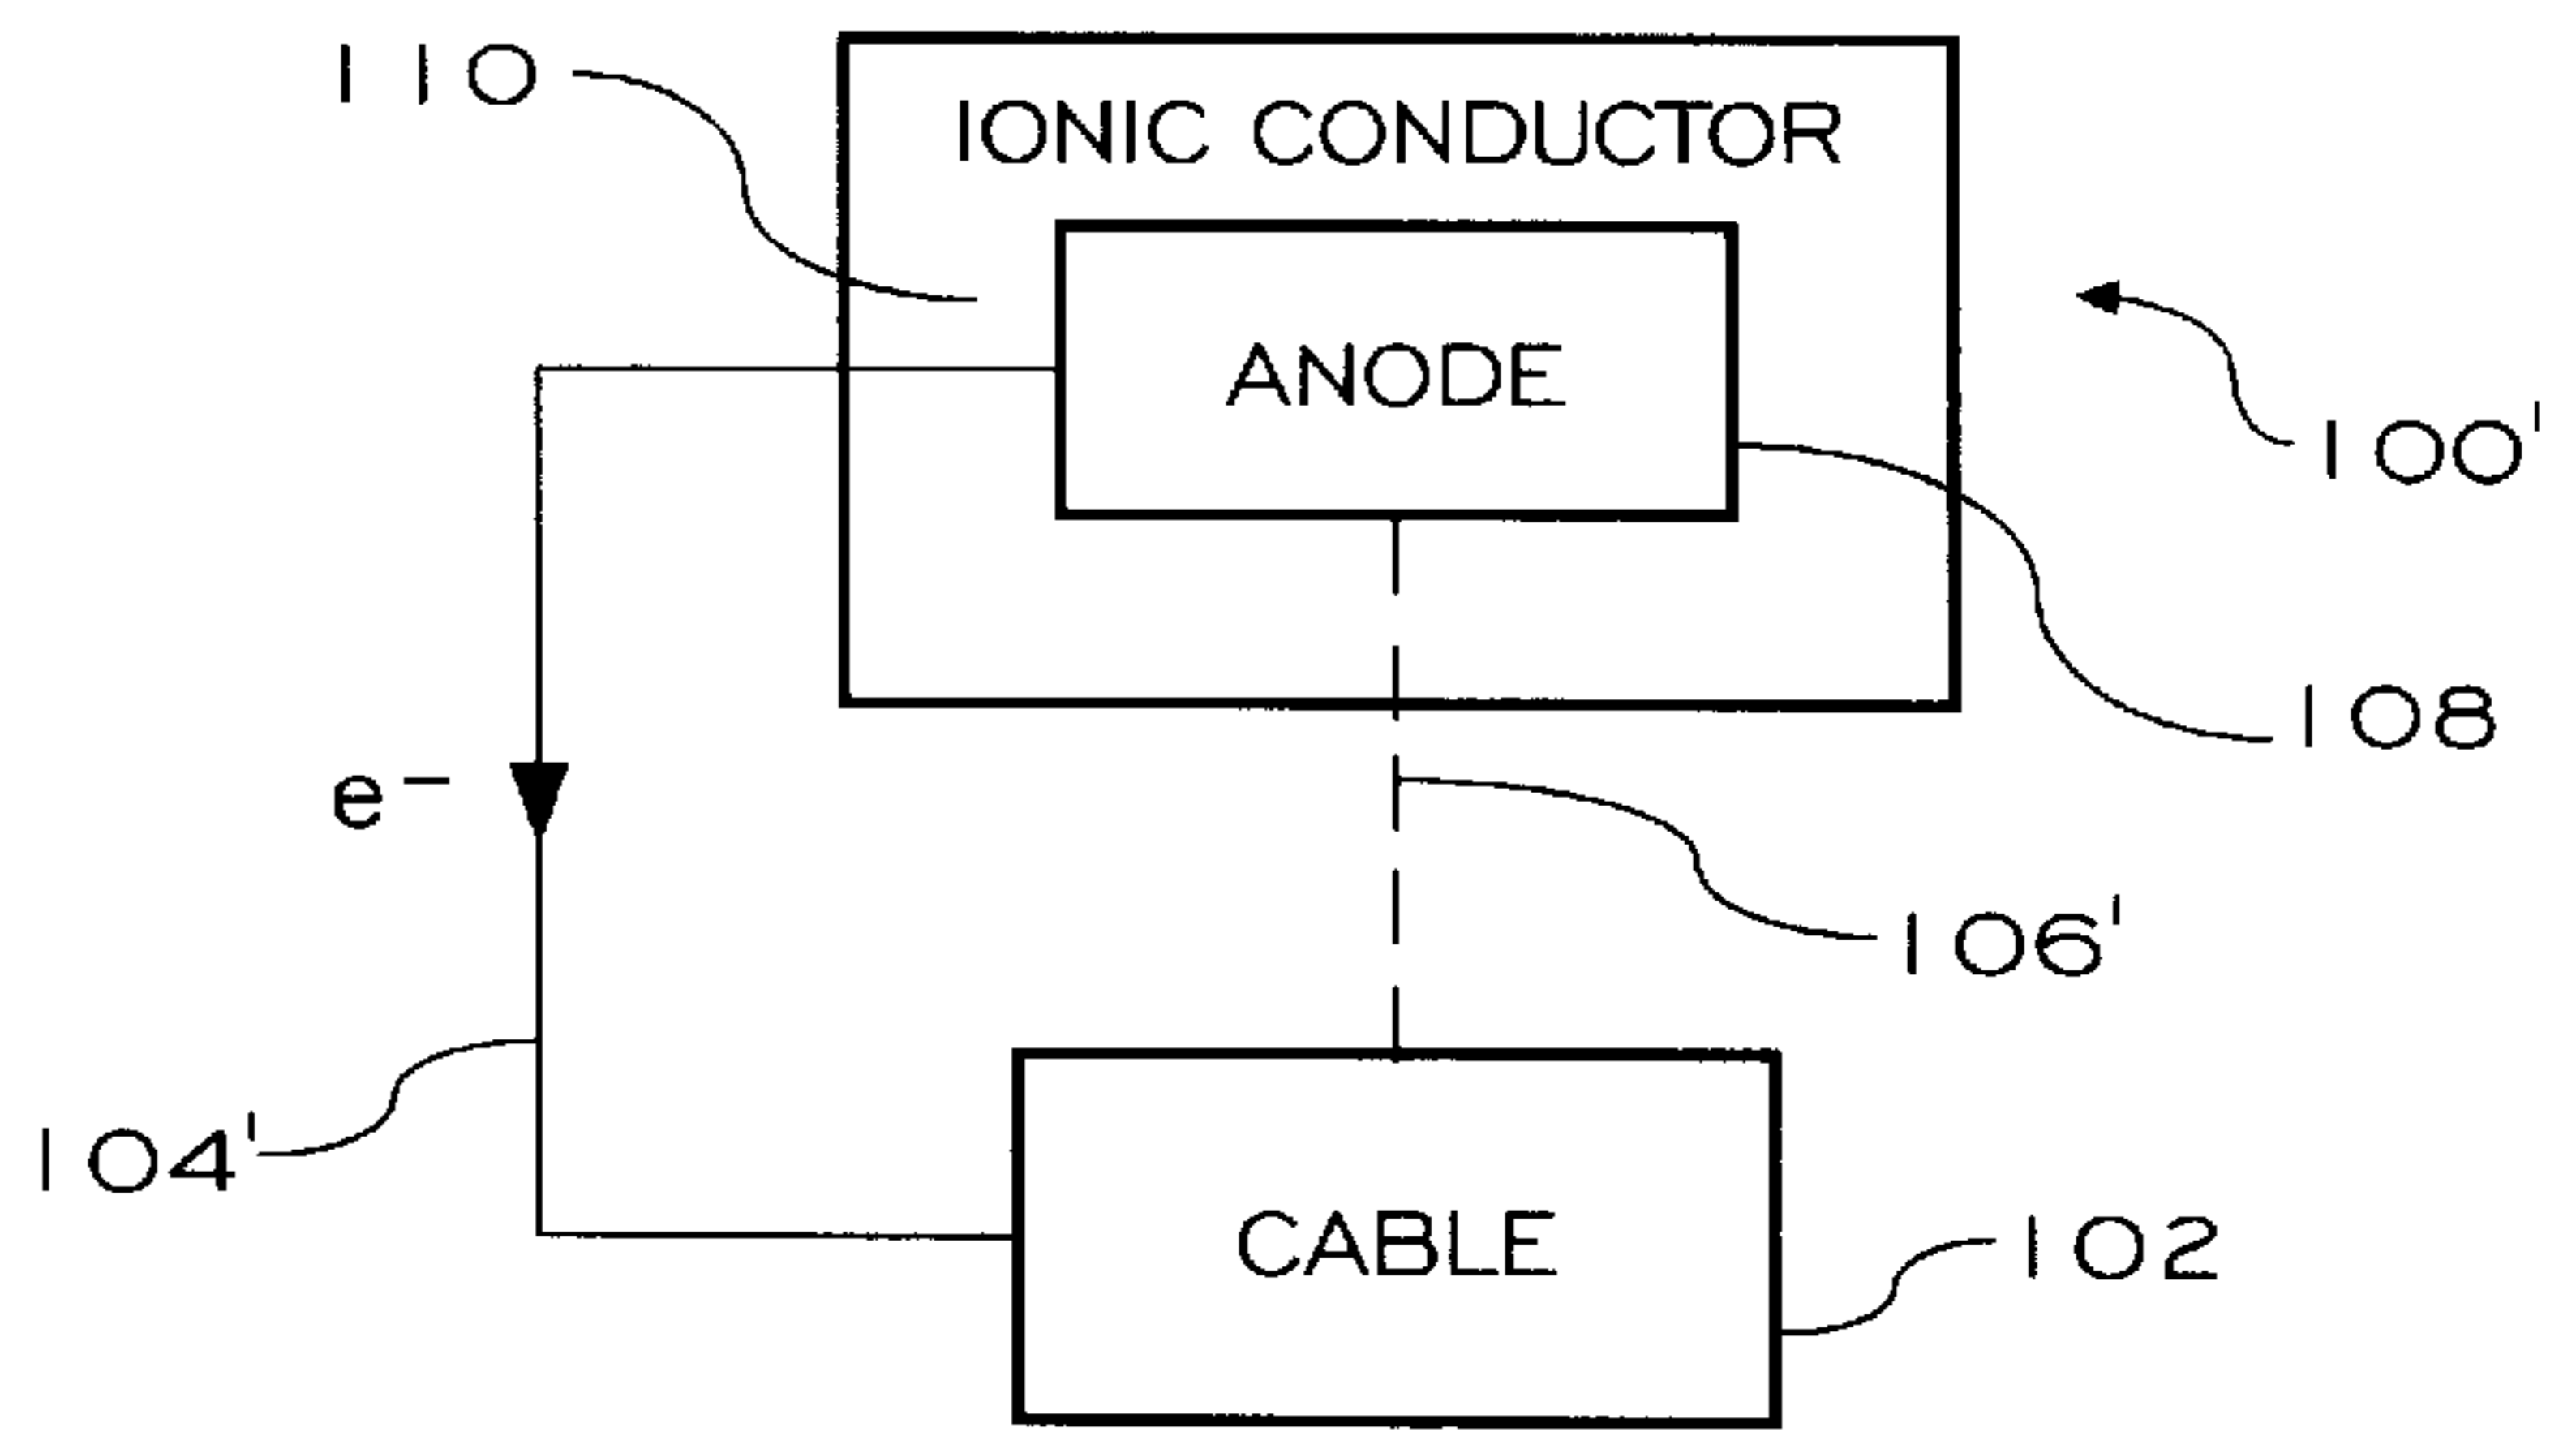 110
IONIC CONDUCTOR
ANODE
100'
108
e–
106'
104'
CABLE
102